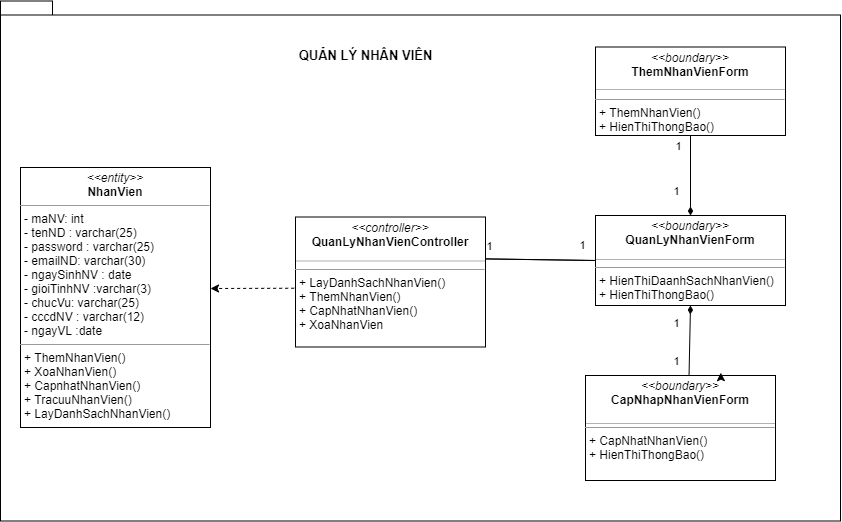 QUẢN LÝ NHÂN VIÊN
<<boundary>>
ThemNhanVienForm
+ ThemNhanVien()
+ HienThiThongBao()
1
1
<<entity>>
NhanVien
- maNV: int
- tenND : varchar(25)
- password : varchar(25)
- emailND: varchar(30)
- ngaySinhNV : date
- gioiTinhNV :varchar(3)
- chucVu: varchar(25)
- cccdNV : varchar(12)
- ngayVL :date
+ ThemNhanVien()
+ XoaNhanVien()
+ CapnhatNhanVien()
+ TracuuNhanVien()
+ LayDanhSachNhanVien()
<<controller>>
QuanLyNhanVienController
+ LayDanhSachNhanVien()
+ ThemNhanVien()
+ CapNhatNhanVien()
+ XoaNhanVien
1
1
<<boundary>>
QuanLyNhanVienForm
+ HienThiDaanhSachNhanVien()
+ HienThiThongBao()
1
1
<<boundary>>
CapNhapNhanVienForm
+ CapNhatNhanVien()
+ HienThiThongBao()